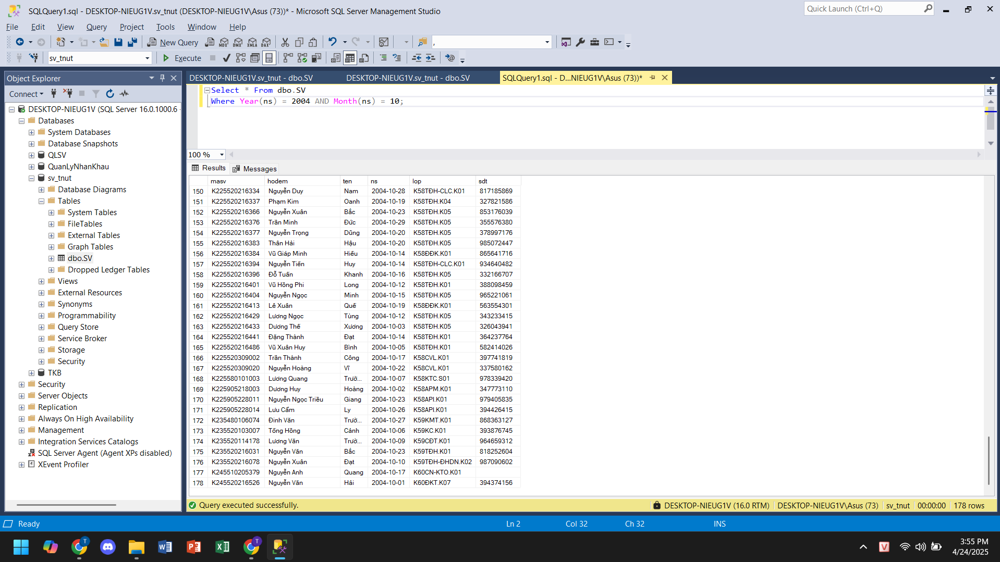 SQLQuery1.sql - DESKTOP-NIEUG1V.sv_tnut (DESKTOP-NIEUG1V\Asus (73))* - Microsoft SQL Server Management Studio
Quick Launch (Ctrl+Q)
File Edit View Query Project Tools Window Help
New Query MDX DMX XMLA DAX ,
sv_tnut Execute
Object Explorer
Connect
DESKTOP-NIEUG1V (SQL Server 16.0.1000.6 -
Databases
System Databases
Database Snapshots
QLSV
QuanLyNhanKhau
sv_tnut
Database Diagrams
Tables
System Tables
FileTables
External Tables
Graph Tables
dbo.SV
Dropped Ledger Tables
Views
External Resources
Synonyms
Programmability
Query Store
Service Broker
Storage
Security
TKB
Security
Server Objects
Replication
Always On High Availability
Management
Integration Services Catalogs
SQL Server Agent (Agent XPs disabled)
XEvent Profiler
DESKTOP-NIEUG1V.sv_tnut - dbo.SV DESKTOP-NIEUG1V.sv_tnut - dbo.SV SQLQuery1.sql - D...NIEUG1V\Asus (73))*
Select * From dbo.SV
Where Year(ns) = 2004 AND Month(ns) = 10;
100 %
Results Messages
masv hodem ten ns lop sdt
150 K225520216334 Nguyễn Duy Nam 2004-10-28 K58TĐH-CLC.K01 817185869
151 K225520216337 Phạm Kim Oanh 2004-10-19 K58TĐH.K04 327821586
152 K225520216366 Nguyễn Xuân Bắc 2004-10-23 K58TĐH.K05 853176039
153 K225520216376 Trần Minh Đức 2004-10-29 K58TĐH.K05 355576380
154 K225520216377 Nguyễn Trọng Dũng 2004-10-20 K58TĐH.K05 378997176
155 K225520216383 Thân Hải Hậu 2004-10-20 K58TĐH.K05 985072447
156 K225520216384 Vũ Giáp Minh Hiếu 2004-10-14 K58ĐĐK.K01 865641716
157 K225520216394 Nguyễn Tiến Huy 2004-10-14 K58TĐH-CLC.K01 934640482
158 K225520216396 Đỗ Tuấn Khanh 2004-10-16 K58TĐH.K05 332166707
159 K225520216401 Vũ Hồng Phi Long 2004-10-12 K58TĐH.K01 388098459
160 K225520216404 Nguyễn Ngọc Minh 2004-10-15 K58TĐH.K05 965221061
161 K225520216413 Lê Xuân Quế 2004-10-19 K58ĐĐK.K01 563554301
162 K225520216429 Lương Ngọc Tùng 2004-10-12 K58TĐH.K05 343233415
163 K225520216433 Dương Thế Xương 2004-10-03 K58TĐH.K05 326043941
164 K225520216441 Đặng Thành Đạt 2004-10-14 K58TĐH.K01 364237764
165 K225520216486 Vũ Xuân Huy Bình 2004-10-05 K58TĐH.K01 582414026
166 K225520309002 Trần Thành Công 2004-10-17 K58CVL.K01 397741819
167 K225520309020 Nguyễn Hoàng Vĩ 2004-10-22 K58CVL.K01 337580162
168 K225580101003 Lương Quang Trườ... 2004-10-07 K58KTC.S01 978339420
169 K225905218003 Dương Huy Hoàng 2004-10-02 K58APM.K01 347773110
170 K225905228011 Nguyễn Ngọc Triều Giang 2004-10-23 K58API.K01 979405835
171 K225905228014 Lưu Cẩm Ly 2004-10-26 K58API.K01 394426415
172 K235480106074 Đinh Văn Trườ... 2004-10-27 K59KMT.K01 868363127
173 K235520103007 Tống Hồng Cảnh 2004-10-06 K59KC.K01 393876745
174 K235520114178 Lương Văn Trườ... 2004-10-09 K59CĐT.K01 964659312
175 K235520216031 Nguyễn Văn Bắc 2004-10-23 K59TĐH.K01 818252604
176 K235520216078 Nguyễn Xuân Đạt 2004-10-10 K59TĐH-ĐHDN.K02 987090602
177 K245510205379 Nguyễn Anh Quang 2004-10-17 K60CN-KTO.K01
178 K245520216526 Nguyễn Văn Hải 2004-10-01 K60ĐKT.K07 394374156
Query executed successfully. DESKTOP-NIEUG1V (16.0 RTM) DESKTOP-NIEUG1V\Asus (73) sv_tnut 00:00:00 178 rows
Ready Ln 2 Col 32 Ch 32 INS
3:55 PM
4/24/2025